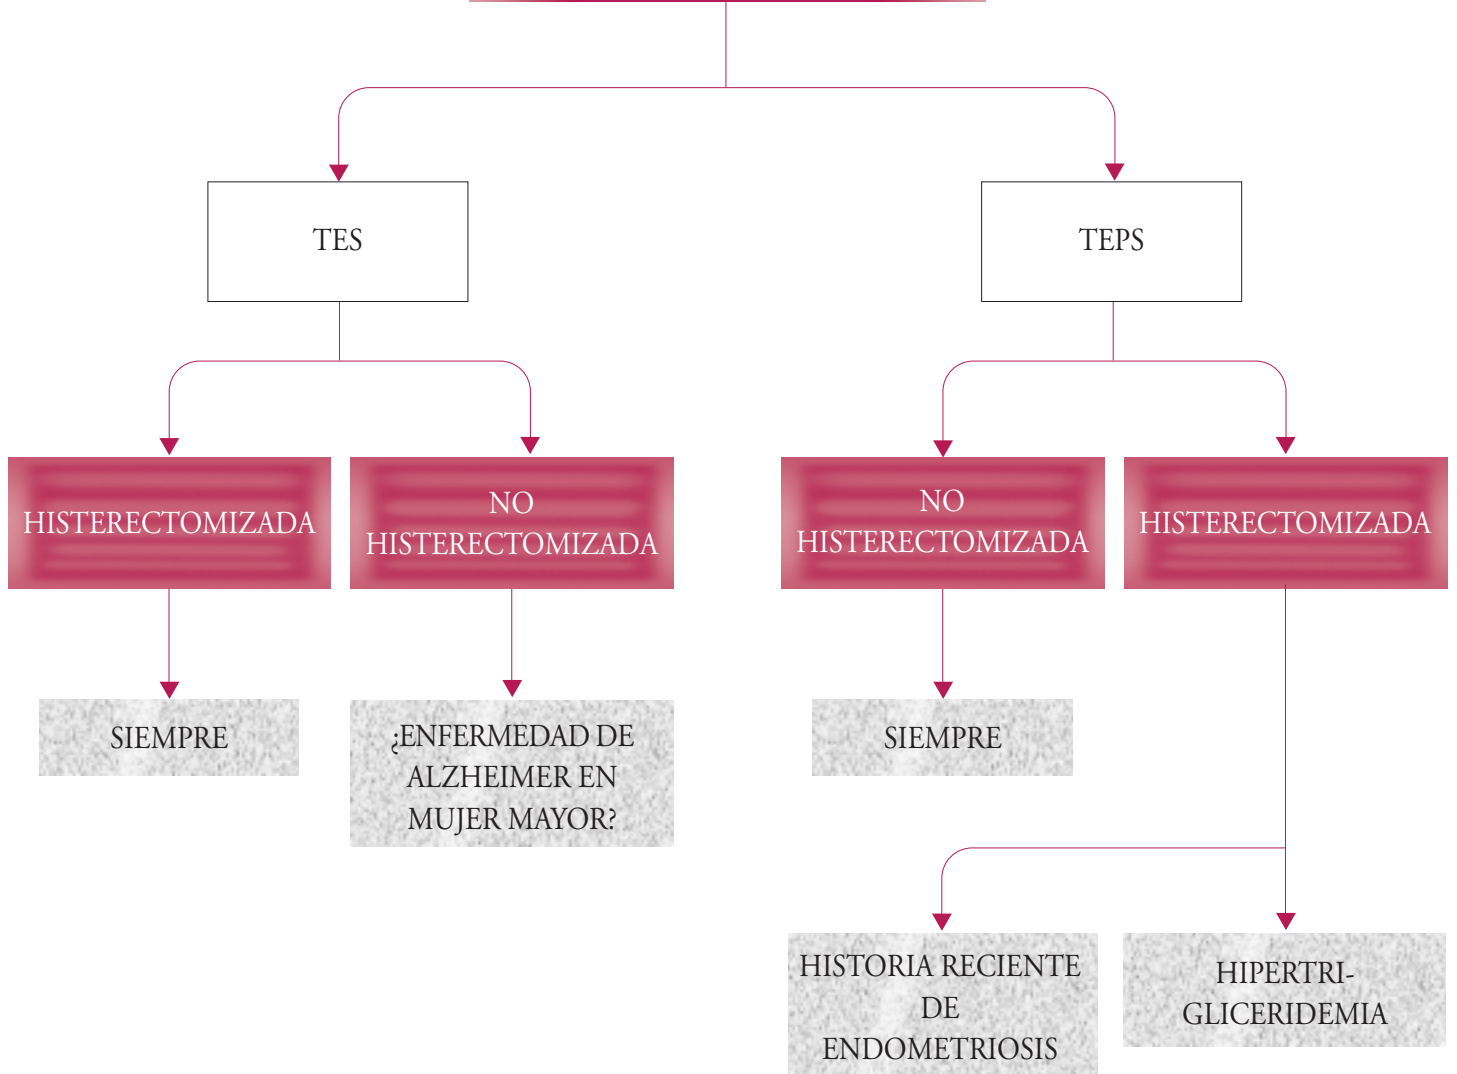 TES
TEPS
HISTERECTOMIZADA
NO
HISTERECTOMIZADA
NO
HISTERECTOMIZADA
HISTERECTOMIZADA
SIEMPRE
¿ENFERMEDAD DE
ALZHEIMER EN
MUJER MAYOR?
SIEMPRE
HISTORIA RECIENTE
DE
ENDOMETRIOSIS
HIPERTRI-
GLICERIDEMIA